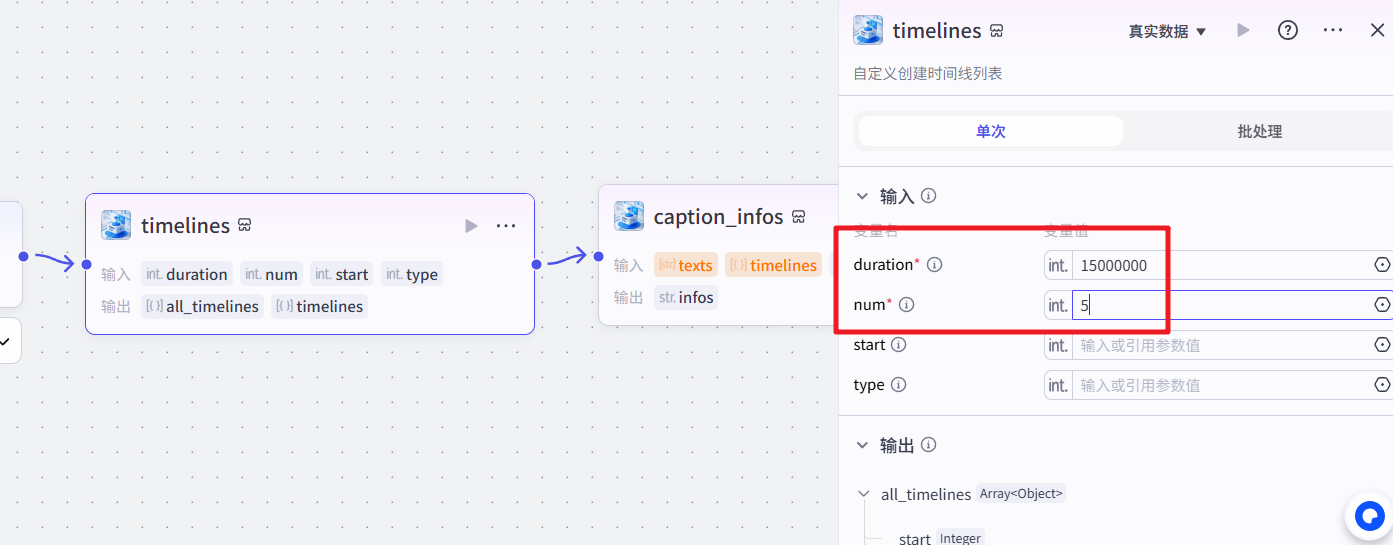 timelines
输入 int. duration int. num int. start int. type
输出 [()] all_timelines [()] timelines
caption_infos
输入 [str] texts [()] timelines
输出 str. infos
timelines 真实数据
自定义创建时间线列表
单次 批处理
输入
变量名 变量值
duration* int. 15000000
num* int. 5
start int. 输入或引用参数值
type int. 输入或引用参数值
输出
all_timelines Array<Object>
start Integer